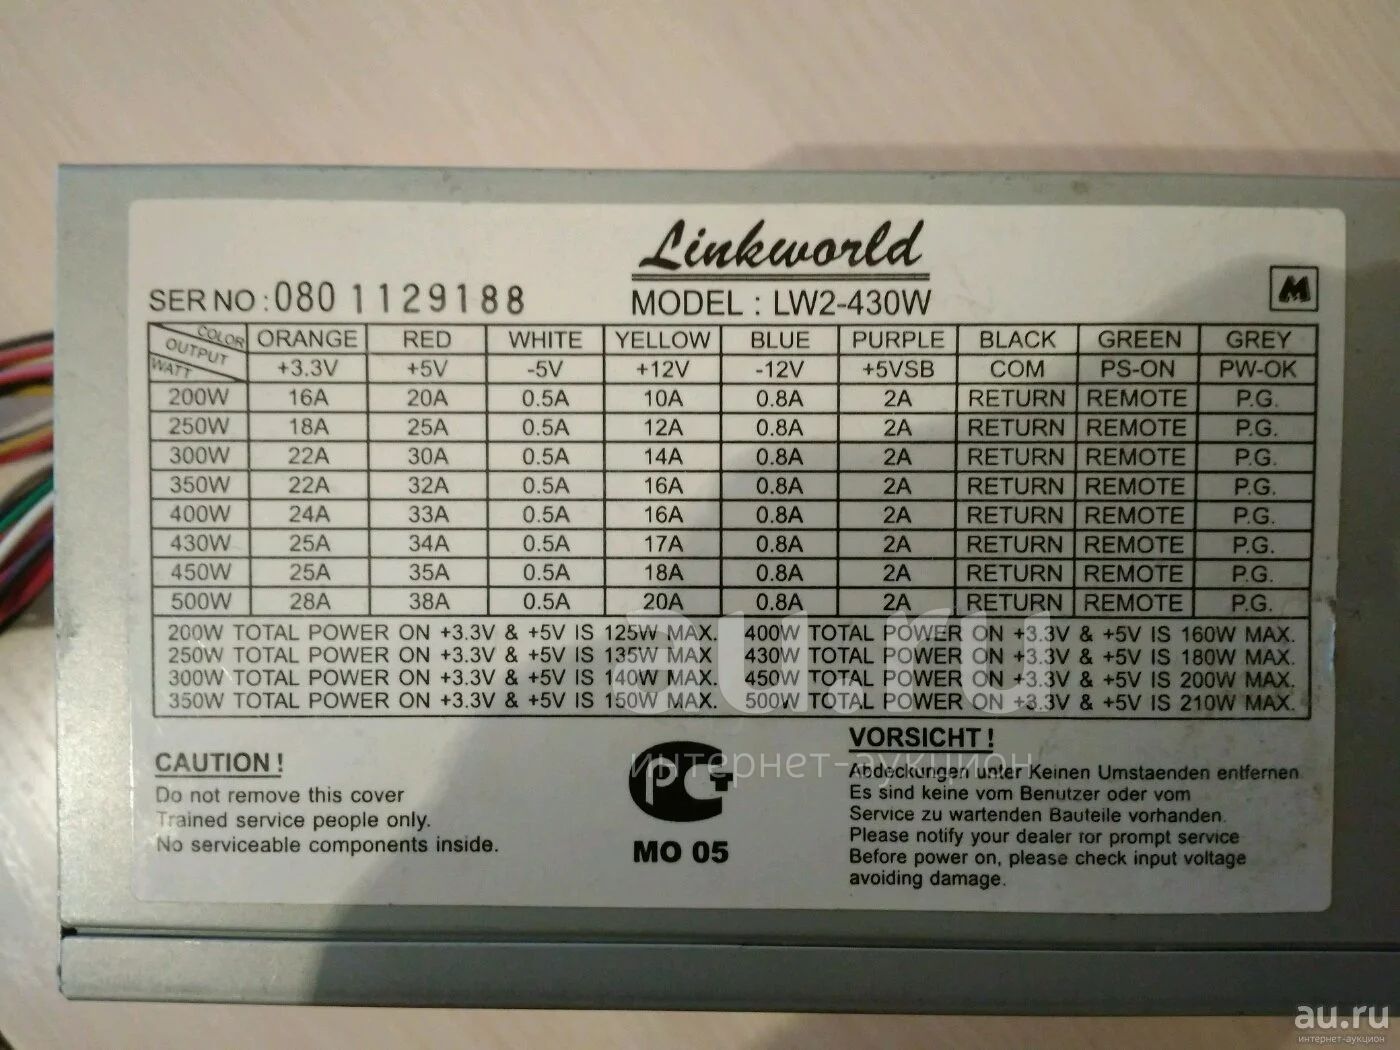 Linkworld
SER NO : 080 1129188
MODEL : LW2-430W
M
COLOR OUTPUT WATT ORANGE RED WHITE YELLOW BLUE PURPLE BLACK GREEN GREY
+3.3V +5V -5V +12V -12V +5VSB COM PS-ON PW-OK
200W 16A 20A 0.5A 10A 0.8A 2A RETURN REMOTE P.G.
250W 18A 25A 0.5A 12A 0.8A 2A RETURN REMOTE P.G.
300W 22A 30A 0.5A 14A 0.8A 2A RETURN REMOTE P.G.
350W 22A 32A 0.5A 16A 0.8A 2A RETURN REMOTE P.G.
400W 24A 33A 0.5A 16A 0.8A 2A RETURN REMOTE P.G.
430W 25A 34A 0.5A 17A 0.8A 2A RETURN REMOTE P.G.
450W 25A 35A 0.5A 18A 0.8A 2A RETURN REMOTE P.G.
500W 28A 38A 0.5A 20A 0.8A 2A RETURN REMOTE P.G.
200W TOTAL POWER ON +3.3V & +5V IS 125W MAX. 400W TOTAL POWER ON +3.3V & +5V IS 160W MAX.
250W TOTAL POWER ON +3.3V & +5V IS 135W MAX. 430W TOTAL POWER ON +3.3V & +5V IS 180W MAX.
300W TOTAL POWER ON +3.3V & +5V IS 140W MAX. 450W TOTAL POWER ON +3.3V & +5V IS 200W MAX.
350W TOTAL POWER ON +3.3V & +5V IS 150W MAX. 500W TOTAL POWER ON +3.3V & +5V IS 210W MAX.
CAUTION !
Do not remove this cover
Trained service people only.
No serviceable components inside.
РСТ
MO 05
VORSICHT !
Abdeckungen unter Keinen Umstaenden entfernen
Es sind keine vom Benutzer oder vom
Service zu wartenden Bauteile vorhanden.
Please notify your dealer for prompt service
Before power on, please check input voltage
avoiding damage.
au.ru
интернет-аукцион
au.ru
интернет-аукцион